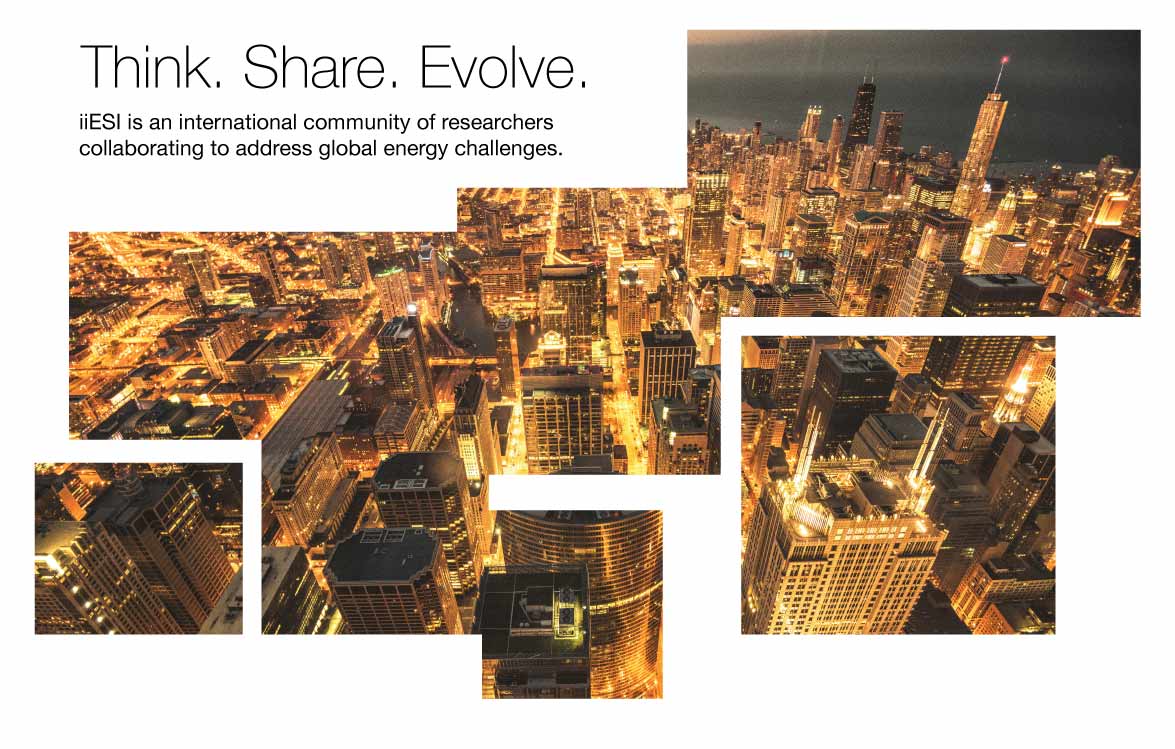 Think. Share. Evolve.
iiESI is an international community of researchers
collaborating to address global energy challenges.